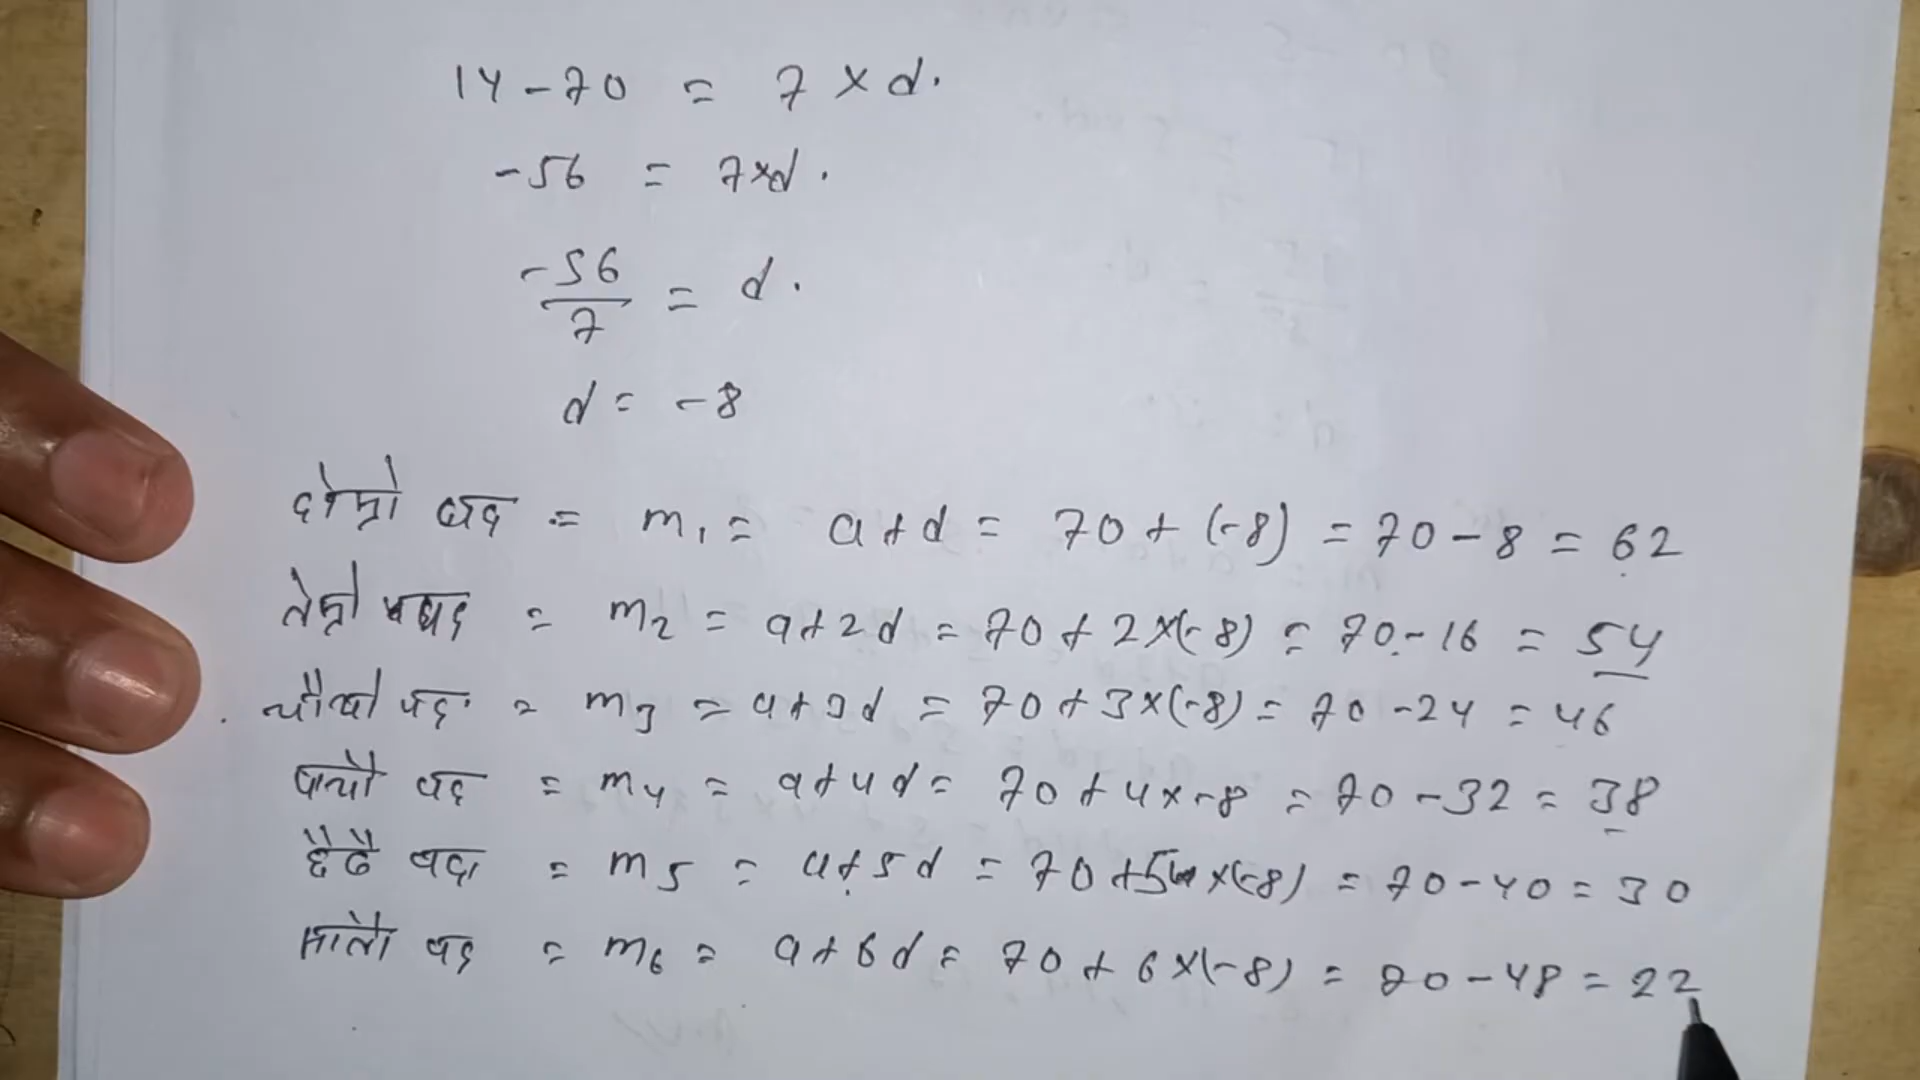 14 - 70 = 7 × d.
-56 = 7×d.
-56/7 = d.
d = -8
दोस्रो पद = m₁ = a + d = 70 + (-8) = 70 - 8 = 62
तेस्रो पद = m₂ = a + 2d = 70 + 2×(-8) = 70 - 16 = 54
चौथो पद = m₃ = a + 3d = 70 + 3×(-8) = 70 - 24 = 46
पाचौ पद = m₄ = a + 4d = 70 + 4×-8 = 70 - 32 = 38
छैठै पद = m₅ = a + 5d = 70 + 5×(-8) = 70 - 40 = 30
सातौ पद = m₆ = a + 6d = 70 + 6×(-8) = 70 - 48 = 22